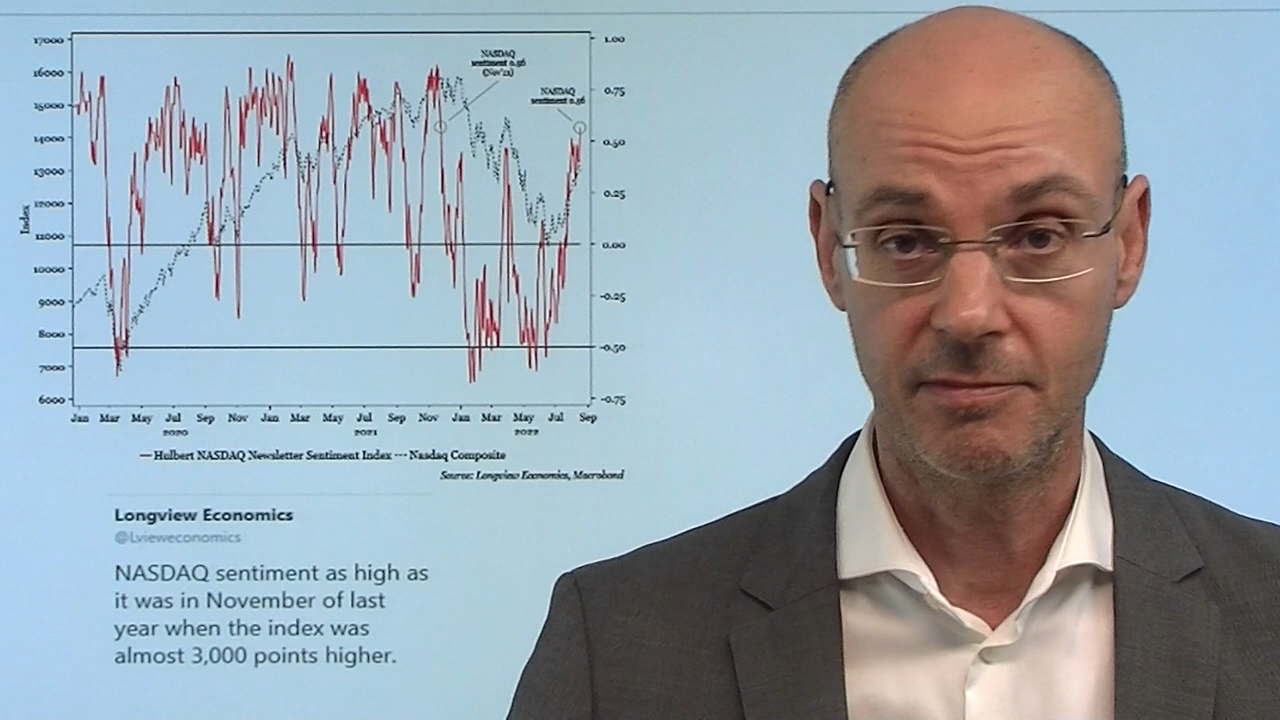 17000
16000
15000
14000
13000
12000
11000
10000
9000
8000
7000
6000
Index
1.00
0.75
0.50
0.25
0.00
-0.25
-0.50
-0.75
NASDAQ
sentiment 0.56
(Nov'21)
NASDAQ
sentiment 0.56
Jan Mar May Jul Sep Nov Jan Mar May Jul Sep Nov Jan Mar May Jul Sep
2020 2021 2022
Hulbert NASDAQ Newsletter Sentiment Index Nasdaq Composite
Source: Longview Economics, Macrobond
Longview Economics
@Lvieweconomics
NASDAQ sentiment as high as
it was in November of last
year when the index was
almost 3,000 points higher.